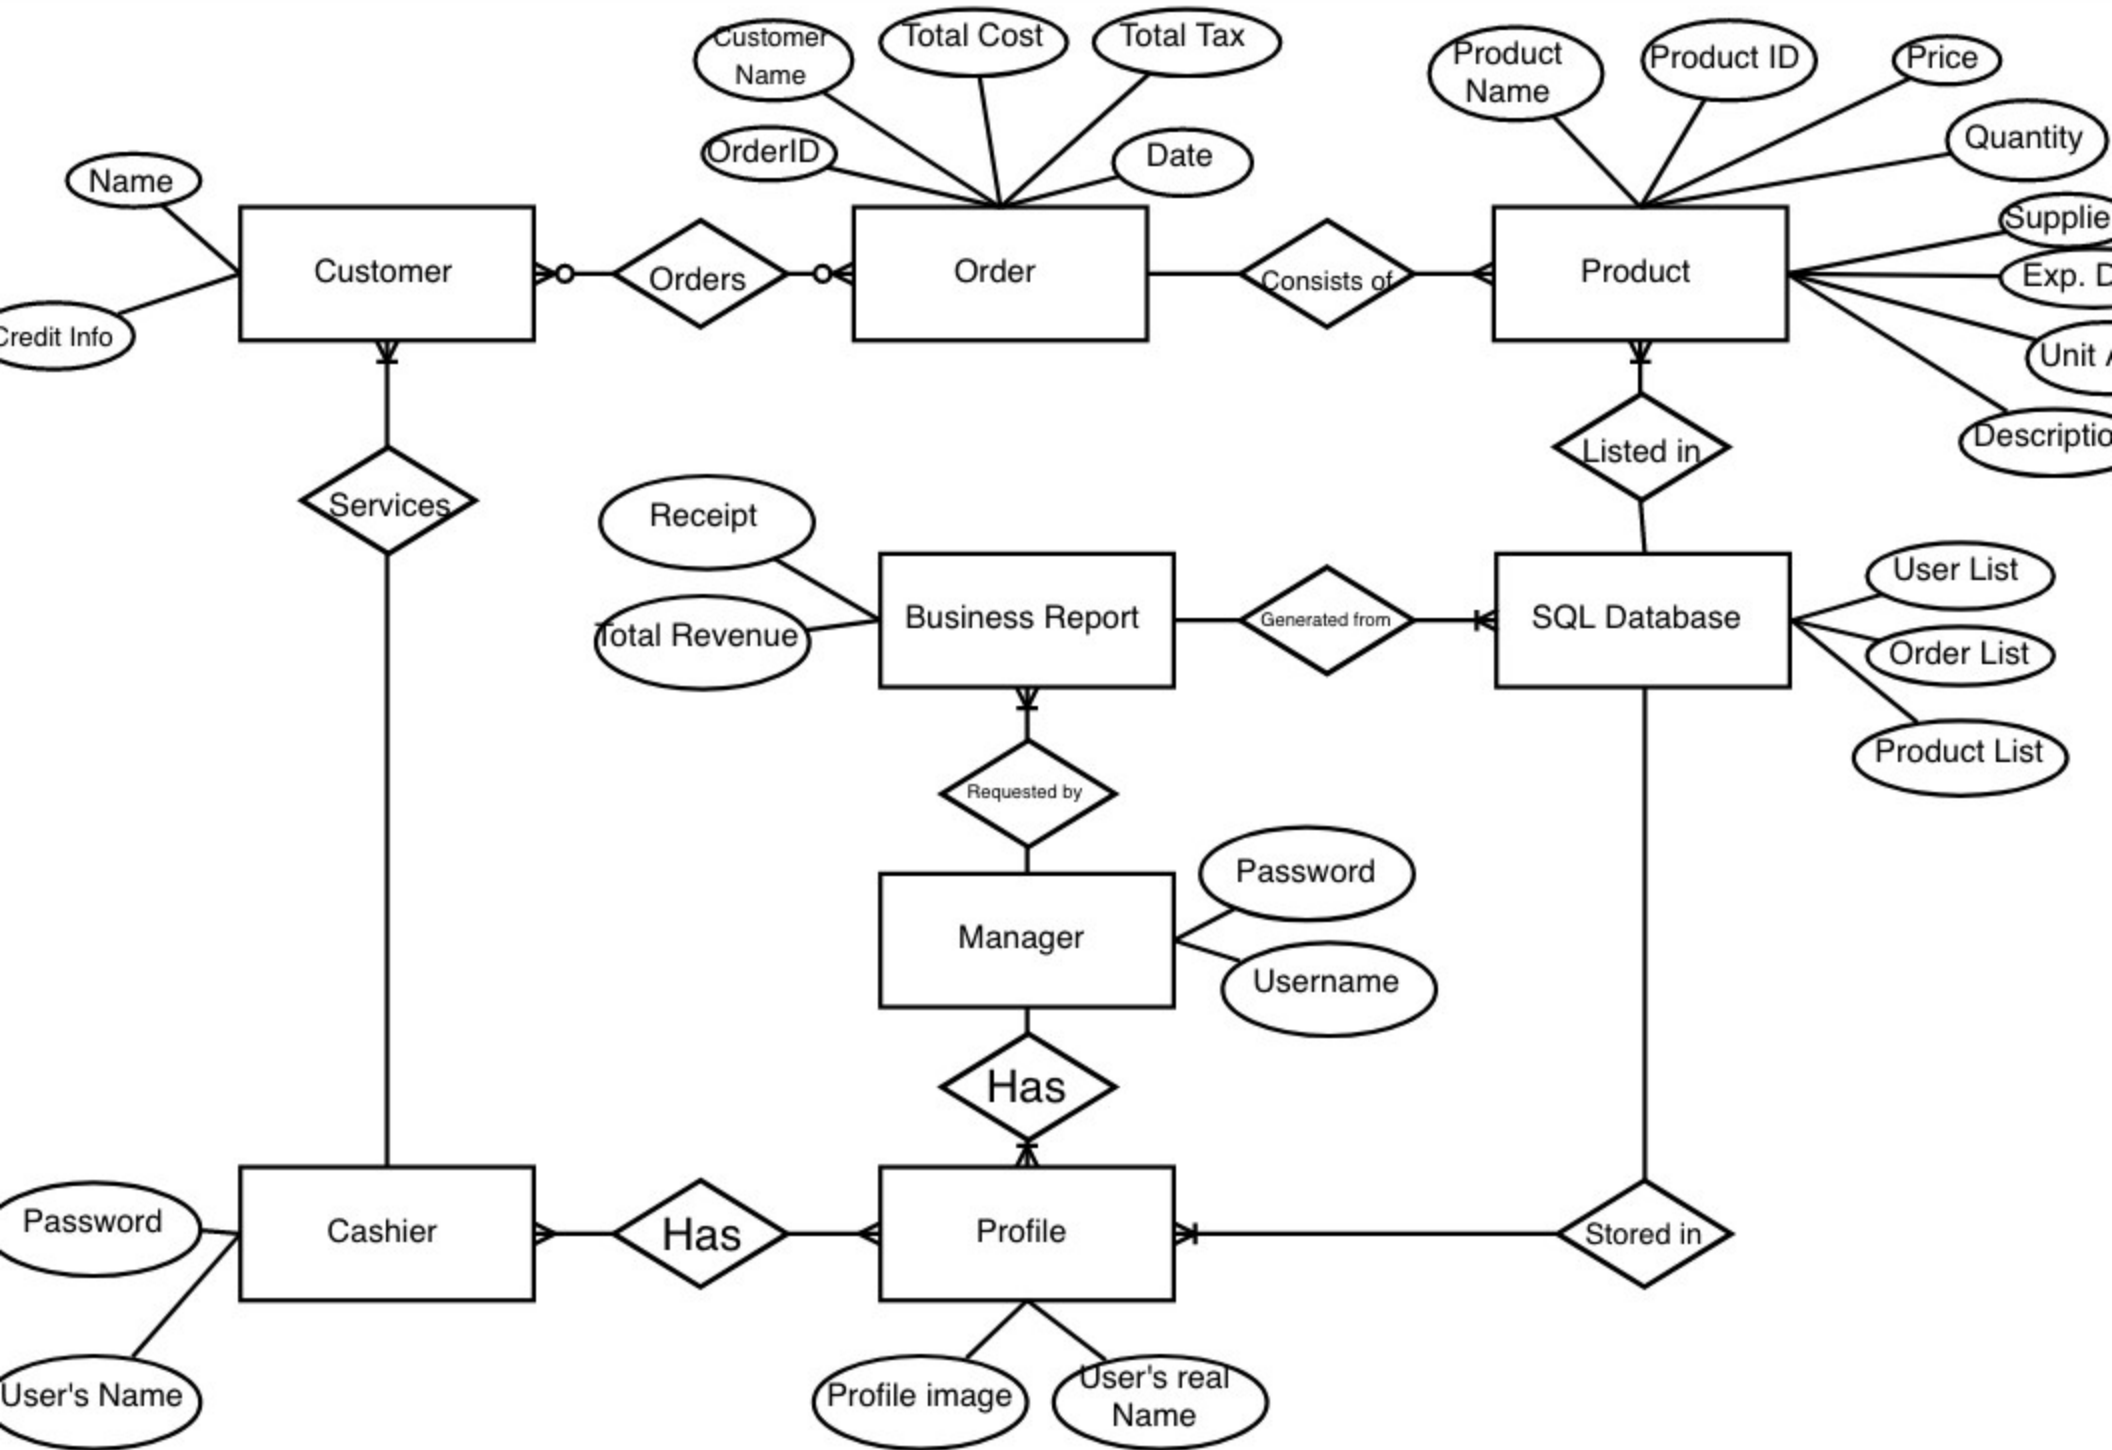 Customer
Name
Total Cost
Total Tax
Product
Name
Product ID
Price
OrderID
Date
Quantity
Name
Supplie
Customer
Orders
Order
Consists of
Product
Exp. D
Credit Info
Unit A
Listed in
Descriptio
Services
Receipt
User List
Total Revenue
Business Report
Generated from
SQL Database
Order List
Product List
Requested by
Password
Manager
Username
Has
Password
Cashier
Has
Profile
Stored in
User's Name
Profile image
User's real
Name